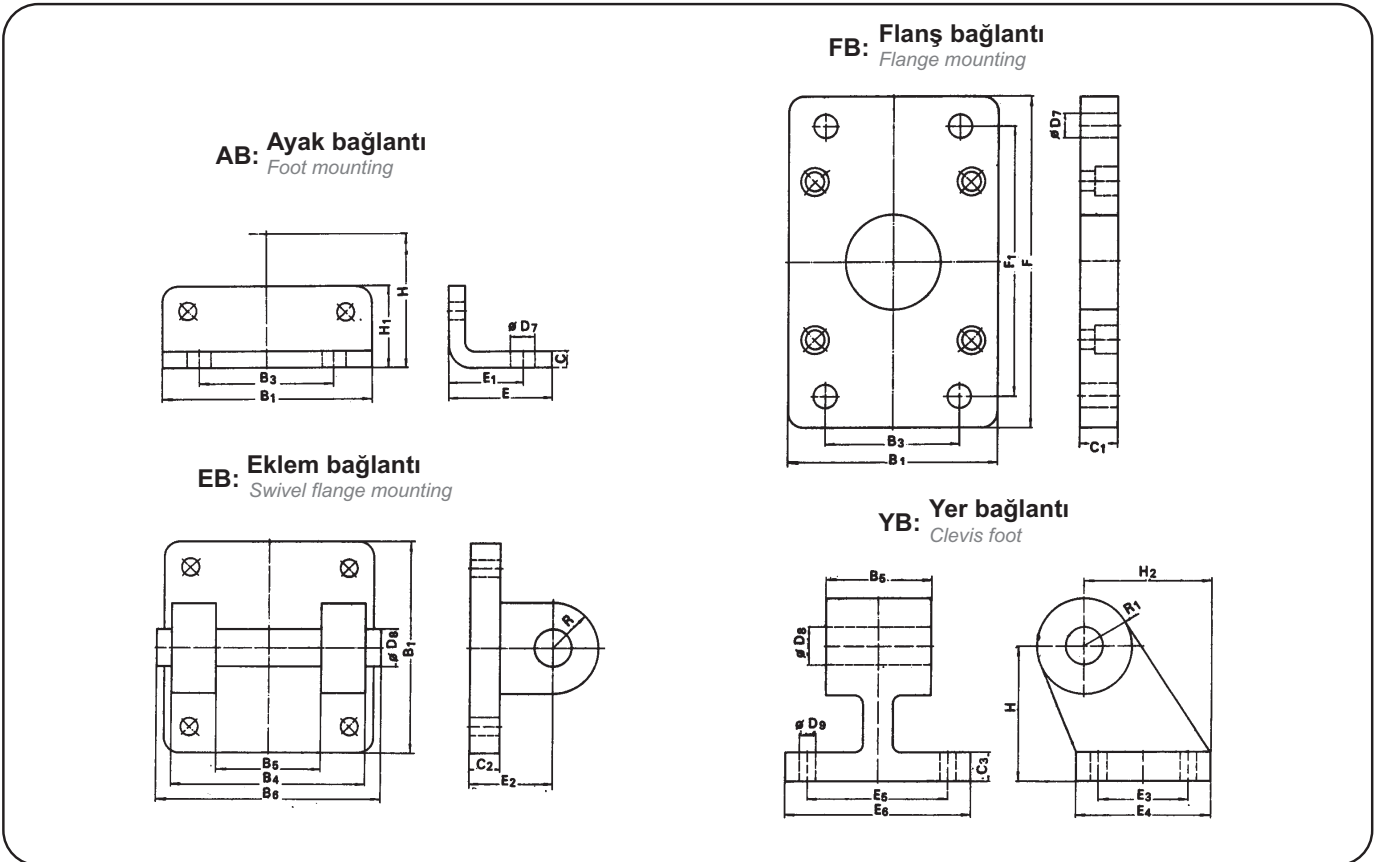 FB: Flanş bağlantı
Flange mounting
AB: Ayak bağlantı
Foot mounting
ø D7
F1
F
B3
B1
C1
H
H1
B3
B1
ø D7
C
E1
E
EB: Eklem bağlantı
Swivel flange mounting
YB: Yer bağlantı
Clevis foot
ø D8
B1
B5
B4
B6
R
C2
E2
B5
ø D8
ø D9
C3
E5
E6
H2
R1
H
E3
E4